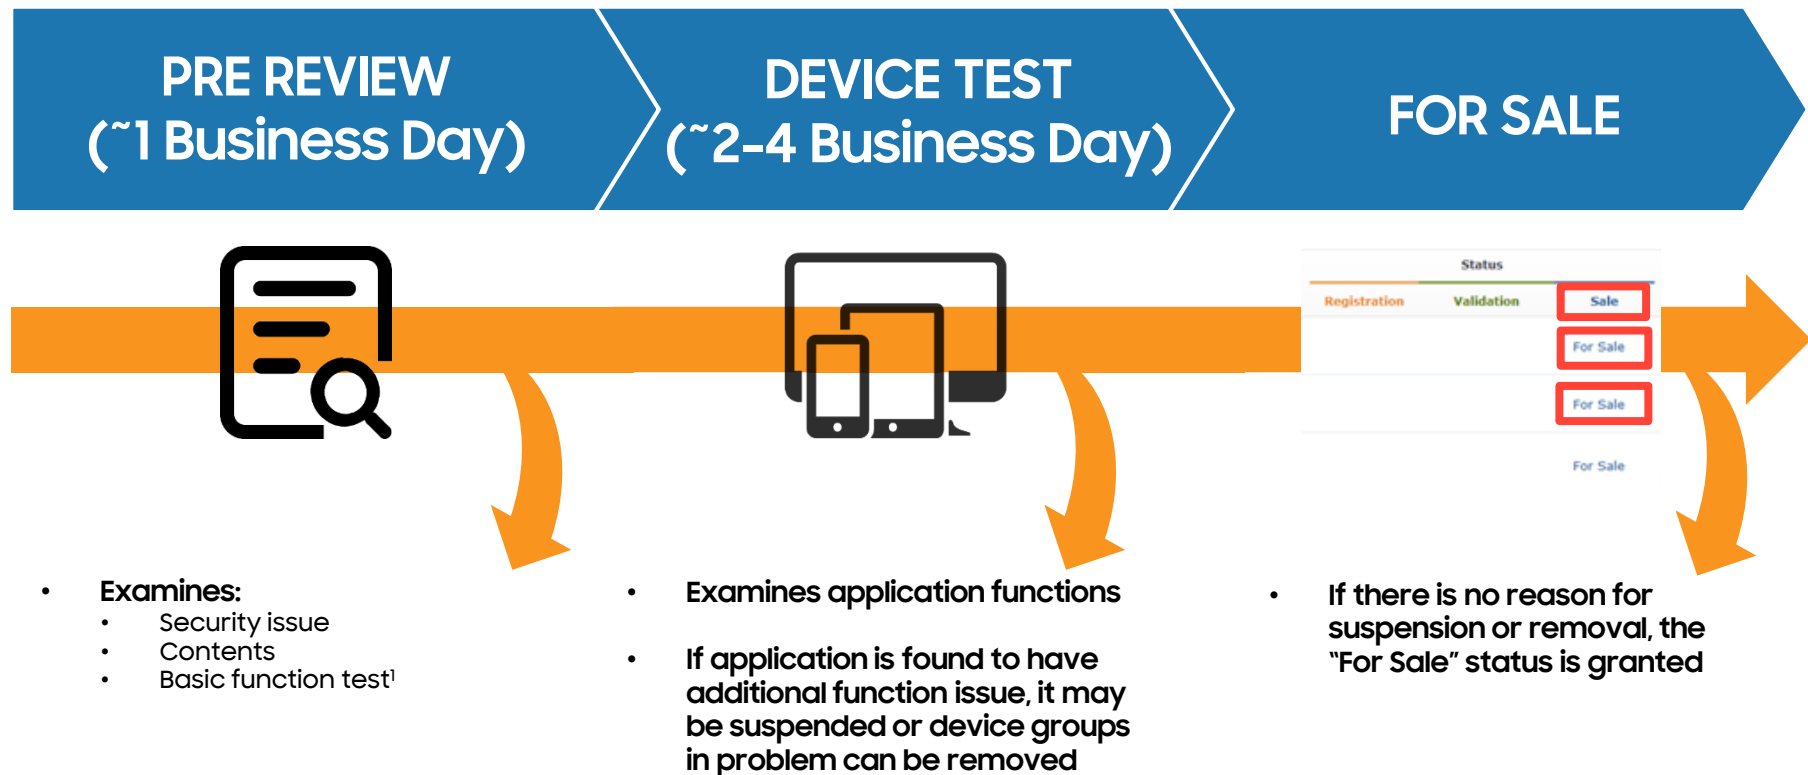 PRE REVIEW
(~1 Business Day)
DEVICE TEST
(~2-4 Business Day)
FOR SALE
Status
Registration Validation Sale
For Sale
For Sale
For Sale
• Examines:
• Security issue
• Contents
• Basic function test¹
• Examines application functions
• If application is found to have
additional function issue, it may
be suspended or device groups
in problem can be removed
• If there is no reason for
suspension or removal, the
“For Sale” status is granted